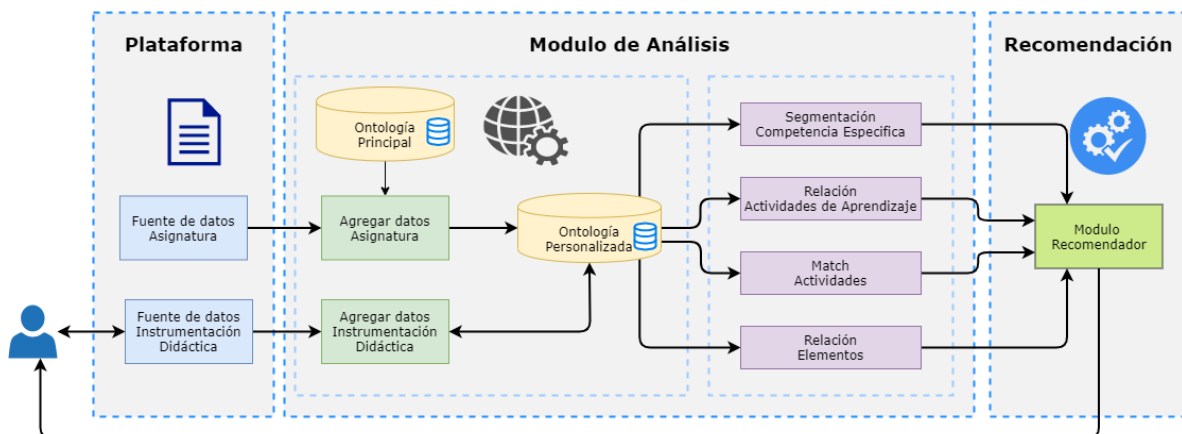 Plataforma
Modulo de Análisis
Recomendación
Ontología
Principal
Fuente de datos
Asignatura
Agregar datos
Asignatura
Ontología
Personalizada
Fuente de datos
Instrumentación
Didáctica
Agregar datos
Instrumentación
Didáctica
Segmentación
Competencia Especifica
Relación
Actividades de Aprendizaje
Match
Actividades
Relación
Elementos
Modulo
Recomendador